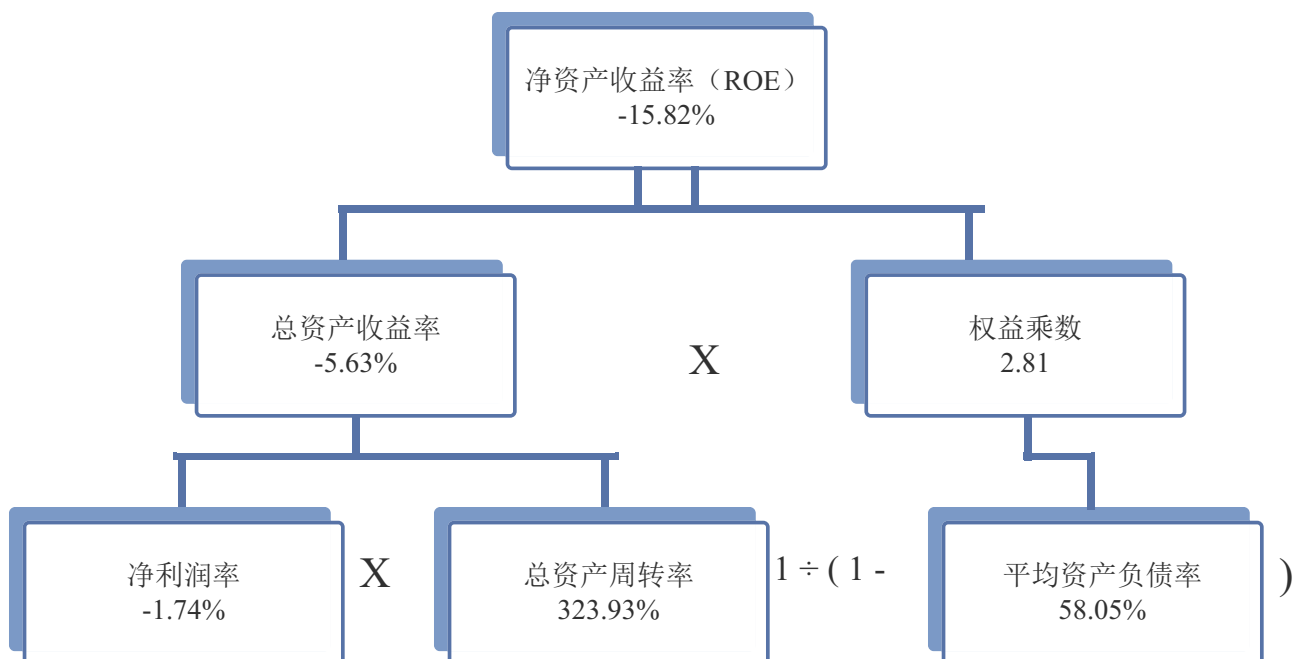 净资产收益率（ROE）
-15.82%
总资产收益率
-5.63%
X
权益乘数
2.81
净利润率
-1.74%
X
总资产周转率
323.93%
1 ÷ ( 1 -
平均资产负债率
58.05%
)